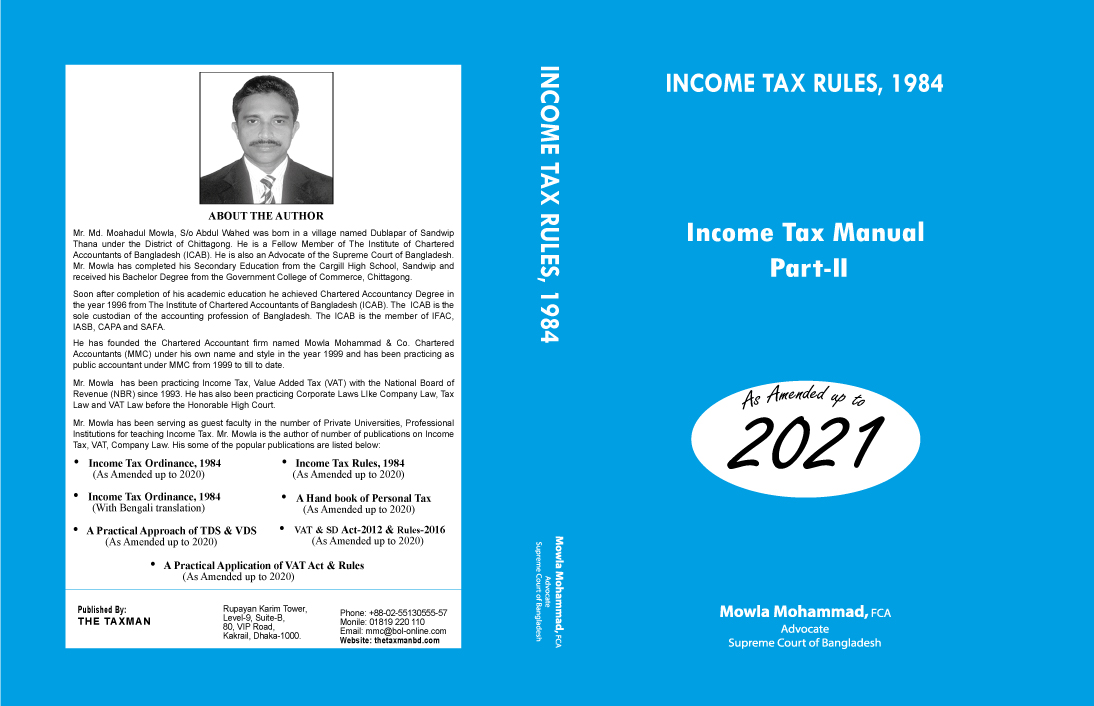 ABOUT THE AUTHOR
Mr. Md. Moahadul Mowla, S/o Abdul Wahed was born in a village named Dublapar of Sandwip
Thana under the District of Chittagong. He is a Fellow Member of The Institute of Chartered
Accountants of Bangladesh (ICAB). He is also an Advocate of the Supreme Court of Bangladesh.
Mr. Mowla has completed his Secondary Education from the Cargill High School, Sandwip and
received his Bachelor Degree from the Government College of Commerce, Chittagong.
Soon after completion of his academic education he achieved Chartered Accountancy Degree in
the year 1996 from The Institute of Chartered Accountants of Bangladesh (ICAB). The ICAB is the
sole custodian of the accounting profession of Bangladesh. The ICAB is the member of IFAC,
IASB, CAPA and SAFA.
He has founded the Chartered Accountant firm named Mowla Mohammad & Co. Chartered
Accountants (MMC) under his own name and style in the year 1999 and has been practicing as
public accountant under MMC from 1999 to till to date.
Mr. Mowla has been practicing Income Tax, Value Added Tax (VAT) with the National Board of
Revenue (NBR) since 1993. He has also been practicing Corporate Laws LIke Company Law, Tax
Law and VAT Law before the Honorable High Court.
Mr. Mowla has been serving as guest faculty in the number of Private Universities, Professional
Institutions for teaching Income Tax. Mr. Mowla is the author of number of publications on Income
Tax, VAT, Company Law. His some of the popular publications are listed below:
• Income Tax Ordinance, 1984
(As Amended up to 2020)
• Income Tax Rules, 1984
(As Amended up to 2020)
• Income Tax Ordinance, 1984
(With Bengali translation)
• A Hand book of Personal Tax
(As Amended up to 2020)
• A Practical Approach of TDS & VDS
(As Amended up to 2020)
• VAT & SD Act-2012 & Rules-2016
(As Amended up to 2020)
• A Practical Application of VAT Act & Rules
(As Amended up to 2020)
Published By:
THE TAXMAN
Rupayan Karim Tower,
Level-9, Suite-B,
80, VIP Road,
Kakrail, Dhaka-1000.
Phone: +88-02-55130555-57
Monile: 01819 220 110
Email: mmc@bol-online.com
Website: thetaxmanbd.com
INCOME TAX RULES, 1984
Mowla Mohammad, FCA
Advocate
Supreme Court of Bangladesh
INCOME TAX RULES, 1984
Income Tax Manual
Part-II
As Amended up to
2021
Mowla Mohammad, FCA
Advocate
Supreme Court of Bangladesh